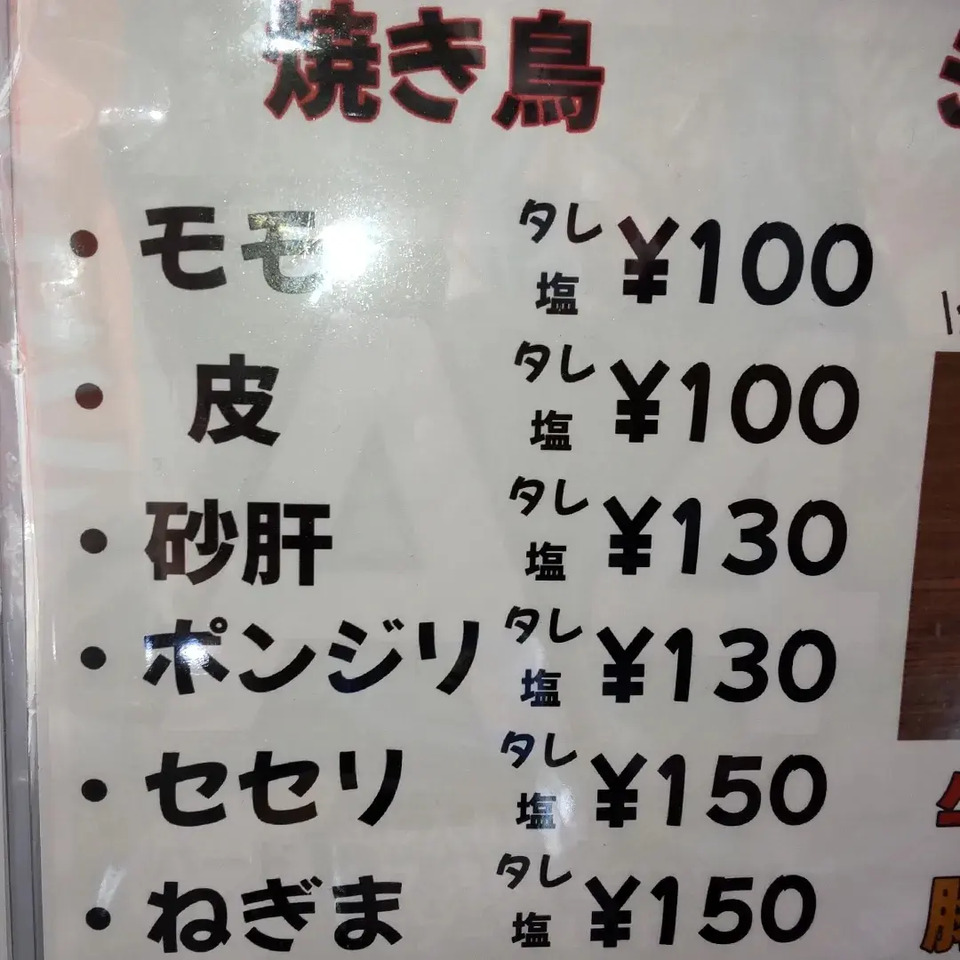 焼き鳥
・モモ タレ 塩 ¥100
・皮 タレ 塩 ¥100
・砂肝 タレ 塩 ¥130
・ポンジリ タレ 塩 ¥130
・セセリ タレ 塩 ¥150
・ねぎま タレ 塩 ¥150